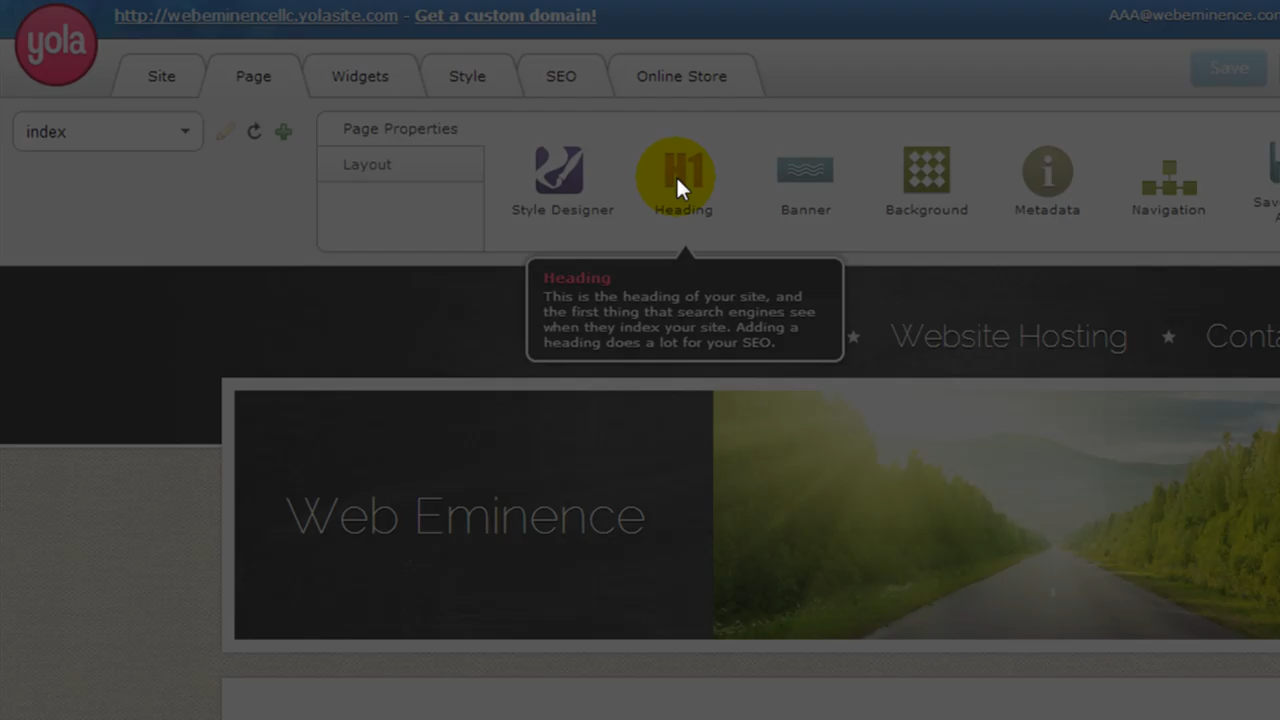 http://webeminencellc.yolasite.com - Get a custom domain!
yola
Site
Page
Widgets
Style
SEO
Online Store
Save
index
Page Properties
Layout
Style Designer
H1
Heading
Banner
Background
i
Metadata
Navigation
Heading
This is the heading of your site, and
the first thing that search engines see
when they index your site. Adding a
heading does a lot for your SEO.
Website Hosting
Web Eminence